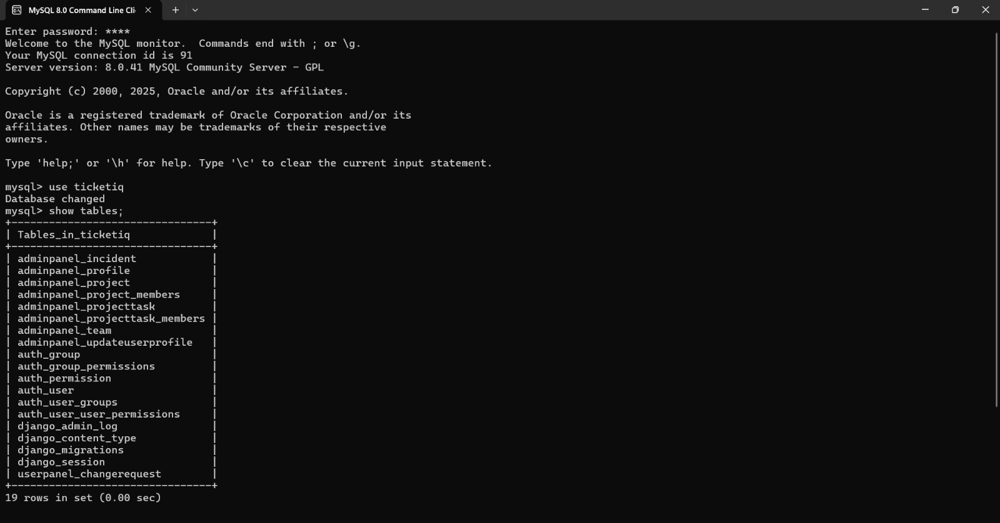 MySQL 8.0 Command Line Cli
Enter password: ****
Welcome to the MySQL monitor.  Commands end with ; or \g.
Your MySQL connection id is 91
Server version: 8.0.41 MySQL Community Server - GPL
Copyright (c) 2000, 2025, Oracle and/or its affiliates.
Oracle is a registered trademark of Oracle Corporation and/or its
affiliates. Other names may be trademarks of their respective
owners.
Type 'help;' or '\h' for help. Type '\c' to clear the current input statement.
mysql> use ticketiq
Database changed
mysql> show tables;
+--------------------------------+
| Tables_in_ticketiq             |
+--------------------------------+
| adminpanel_incident            |
| adminpanel_profile             |
| adminpanel_project             |
| adminpanel_project_members     |
| adminpanel_projecttask         |
| adminpanel_projecttask_members |
| adminpanel_team                |
| adminpanel_updateuserprofile   |
| auth_group                     |
| auth_group_permissions         |
| auth_permission                |
| auth_user                      |
| auth_user_groups               |
| auth_user_user_permissions     |
| django_admin_log               |
| django_content_type            |
| django_migrations              |
| django_session                 |
| userpanel_changerequest        |
+--------------------------------+
19 rows in set (0.00 sec)